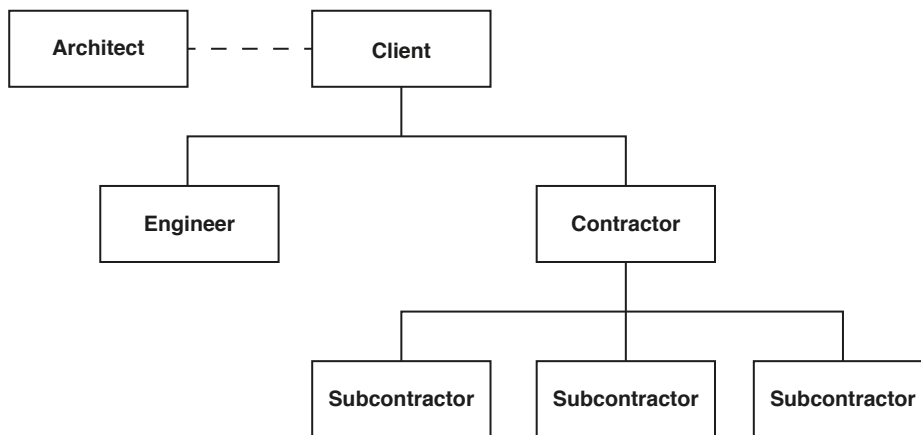 Architect
Client
Engineer
Contractor
Subcontractor
Subcontractor
Subcontractor